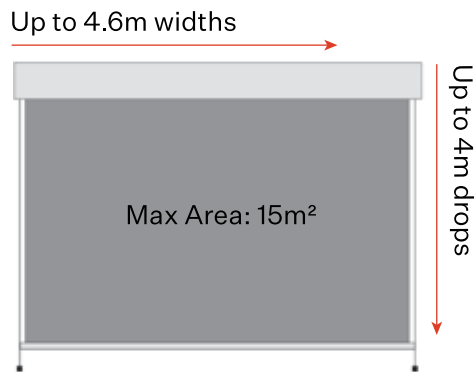 Up to 4.6m widths
Up to 4m drops
Max Area: 15m²